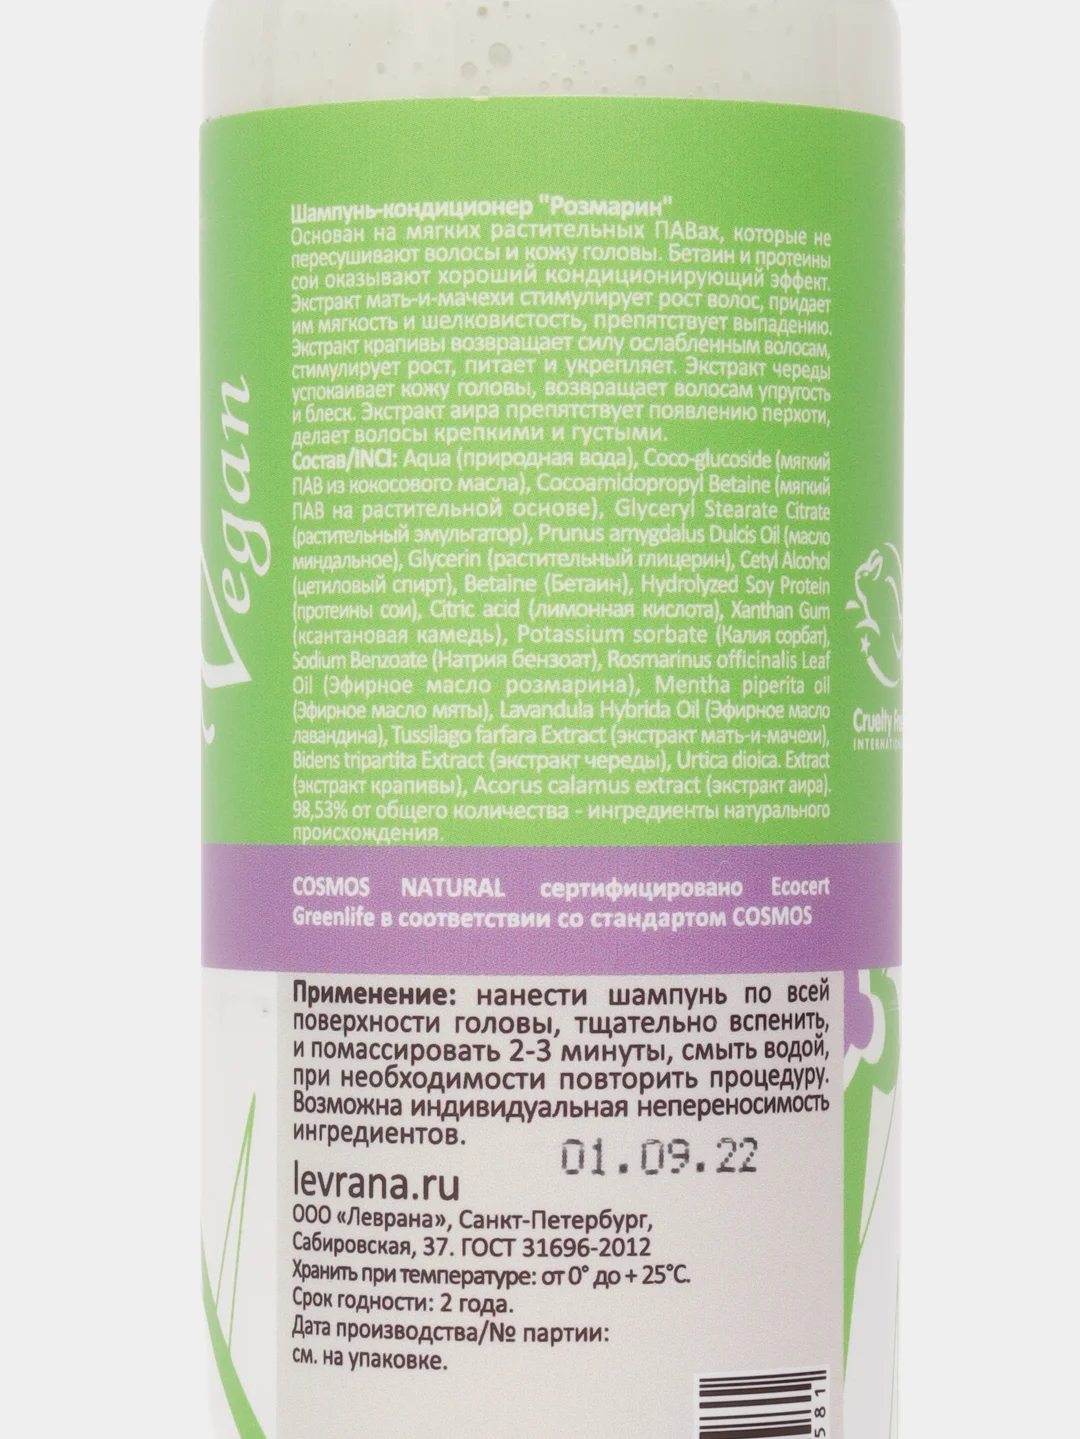 Шампунь-кондиционер "Розмарин"
Основан на мягких растительных ПАВах, которые не
пересушивают волосы и кожу головы. Бетаин и протеины
сои оказывают хороший кондиционирующий эффект.
Экстракт мать-и-мачехи стимулирует рост волос, придает
им мягкость и шелковистость, препятствует выпадению.
Экстракт крапивы возвращает силу ослабленным волосам,
стимулирует рост, питает и укрепляет. Экстракт череды
успокаивает кожу головы, возвращает волосам упругость
и блеск. Экстракт аира препятствует появлению перхоти,
делает волосы крепкими и густыми.
Состав/INCI: Aqua (природная вода), Coco-glucoside (мягкий
ПАВ из кокосового масла), Cocoamidopropyl Betaine (мягкий
ПАВ на растительной основе), Glyceryl Stearate Citrate
(растительный эмульгатор), Prunus amygdalus Dulcis Oil (масло
миндальное), Glycerin (растительный глицерин), Cetyl Alcohol
(цетиловый спирт), Betaine (Бетаин), Hydrolyzed Soy Protein
(протеины сои), Citric acid (лимонная кислота), Xanthan Gum
(ксантановая камедь), Potassium sorbate (Калия сорбат),
Sodium Benzoate (Натрия бензоат), Rosmarinus officinalis Leaf
Oil (Эфирное масло розмарина), Mentha piperita oil
(Эфирное масло мяты), Lavandula Hybrida Oil (Эфирное масло
лавандина), Tussilago farfara Extract (экстракт мать-и-мачехи),
Bidens tripartita Extract (экстракт череды), Urtica dioica. Extract
(экстракт крапивы), Acorus calamus extract (экстракт аира).
98,53% от общего количества - ингредиенты натурального
происхождения.
COSMOS NATURAL сертифицировано Ecocert
Greenlife в соответствии со стандартом COSMOS
Применение: нанести шампунь по всей
поверхности головы, тщательно вспенить,
и помассировать 2-3 минуты, смыть водой,
при необходимости повторить процедуру.
Возможна индивидуальная непереносимость
ингредиентов.
01.09.22
levrana.ru
ООО «Леврана», Санкт-Петербург,
Сабировская, 37. ГОСТ 31696-2012
Хранить при температуре: от 0° до + 25°С.
Срок годности: 2 года.
Дата производства/№ партии:
см. на упаковке.
Vegan
Cruelty
581